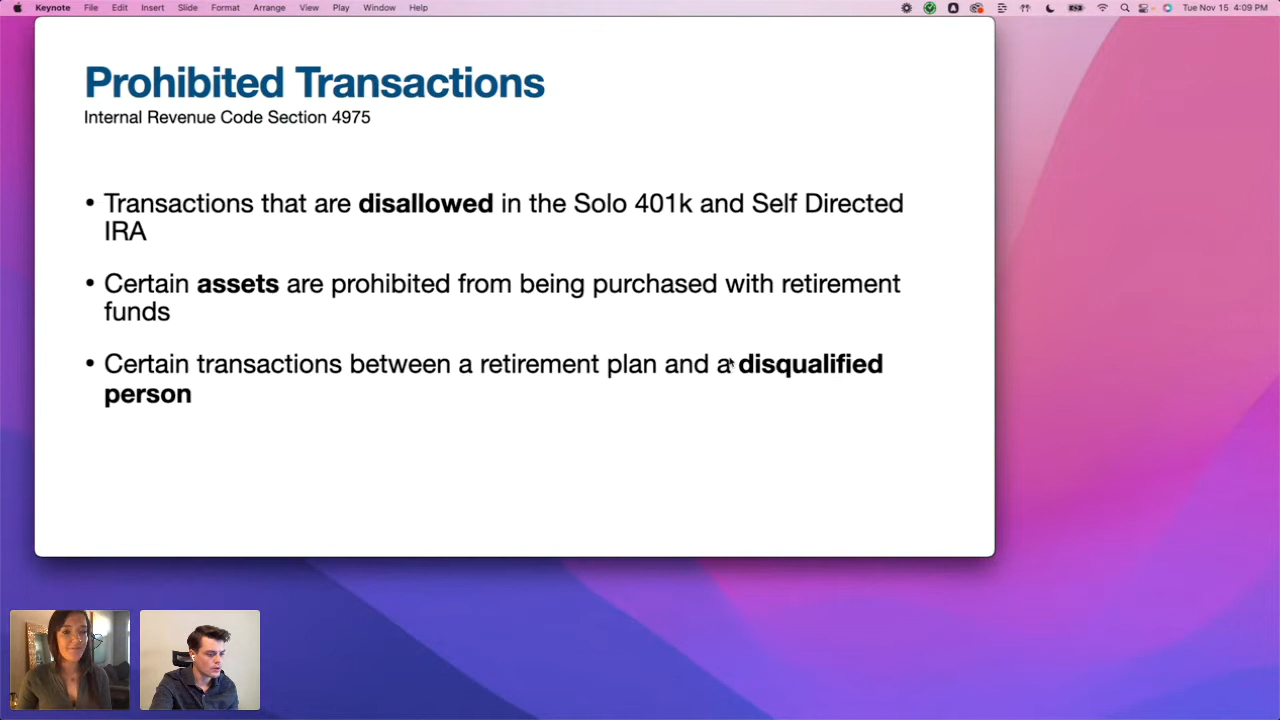 Keynote File Edit Insert Slide Format Arrange View Play Window Help Tue Nov 15 4:09 PM
Prohibited Transactions
Internal Revenue Code Section 4975
• Transactions that are disallowed in the Solo 401k and Self Directed
IRA
• Certain assets are prohibited from being purchased with retirement
funds
• Certain transactions between a retirement plan and a disqualified
person